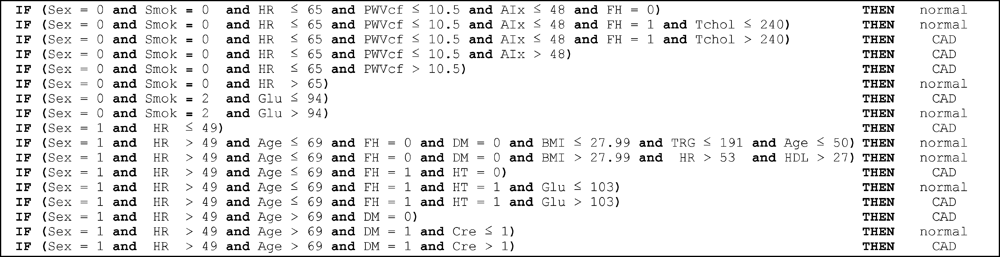 IF (Sex = 0 and Smok = 0 and HR ≤ 65 and PWVcf ≤ 10.5 and AIx ≤ 48 and FH = 0) THEN normal
IF (Sex = 0 and Smok = 0 and HR ≤ 65 and PWVcf ≤ 10.5 and AIx ≤ 48 and FH = 1 and Tchol ≤ 240) THEN normal
IF (Sex = 0 and Smok = 0 and HR ≤ 65 and PWVcf ≤ 10.5 and AIx ≤ 48 and FH = 1 and Tchol > 240) THEN CAD
IF (Sex = 0 and Smok = 0 and HR ≤ 65 and PWVcf ≤ 10.5 and AIx > 48) THEN CAD
IF (Sex = 0 and Smok = 0 and HR ≤ 65 and PWVcf > 10.5) THEN CAD
IF (Sex = 0 and Smok = 0 and HR > 65) THEN normal
IF (Sex = 0 and Smok = 2 and Glu ≤ 94) THEN CAD
IF (Sex = 0 and Smok = 2 and Glu > 94) THEN normal
IF (Sex = 1 and HR ≤ 49) THEN CAD
IF (Sex = 1 and HR > 49 and Age ≤ 69 and FH = 0 and DM = 0 and BMI ≤ 27.99 and TRG ≤ 191 and Age ≤ 50) THEN normal
IF (Sex = 1 and HR > 49 and Age ≤ 69 and FH = 0 and DM = 0 and BMI > 27.99 and HR > 53 and HDL > 27) THEN normal
IF (Sex = 1 and HR > 49 and Age ≤ 69 and FH = 1 and HT = 0) THEN CAD
IF (Sex = 1 and HR > 49 and Age ≤ 69 and FH = 1 and HT = 1 and Glu ≤ 103) THEN normal
IF (Sex = 1 and HR > 49 and Age ≤ 69 and FH = 1 and HT = 1 and Glu > 103) THEN CAD
IF (Sex = 1 and HR > 49 and Age > 69 and DM = 0) THEN CAD
IF (Sex = 1 and HR > 49 and Age > 69 and DM = 1 and Cre ≤ 1) THEN normal
IF (Sex = 1 and HR > 49 and Age > 69 and DM = 1 and Cre > 1) THEN CAD